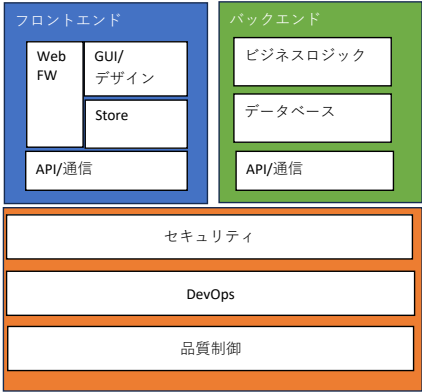 フロントエンド
Web
FW
GUI/
デザイン
Store
API/通信
バックエンド
ビジネスロジック
データベース
API/通信
セキュリティ
DevOps
品質制御